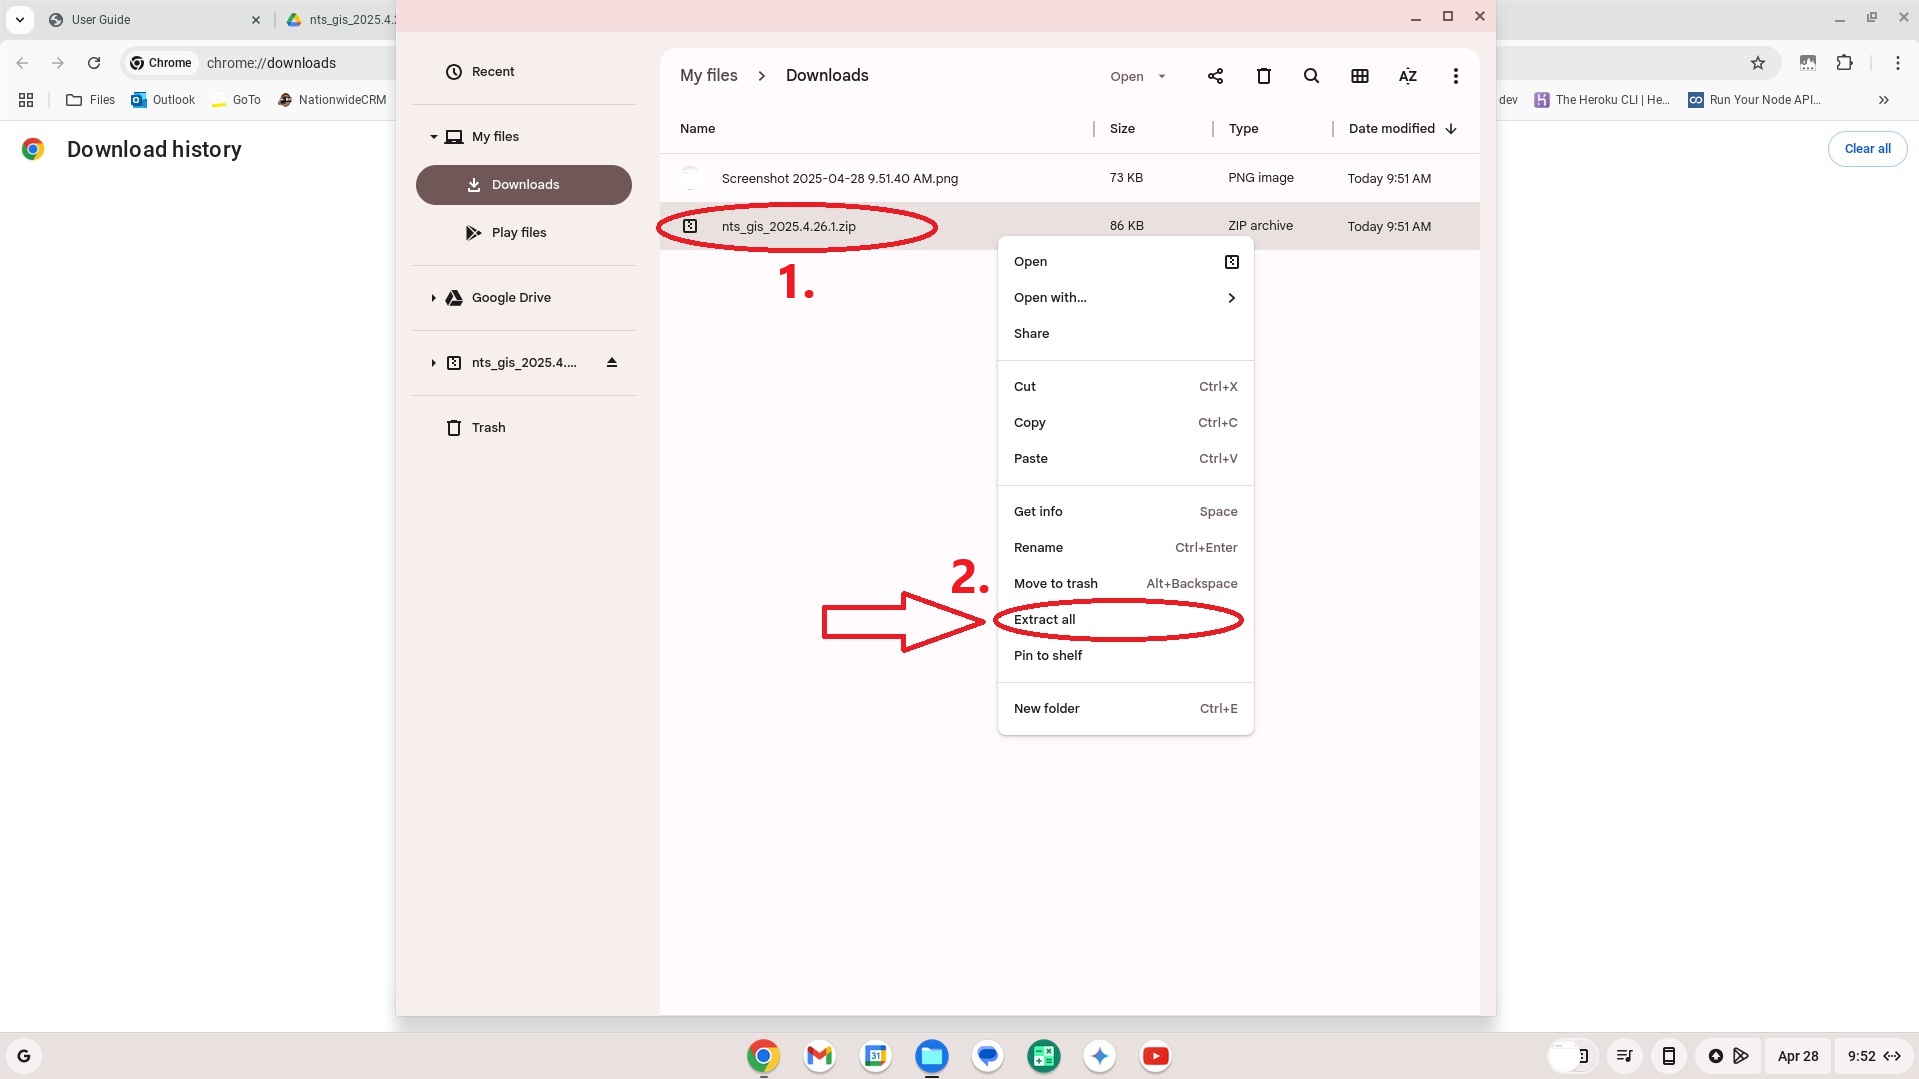 User Guide
nts_gis_2025.4.2
Chrome
chrome://downloads
Files
Outlook
GoTo
NationwideCRM
dev
The Heroku CLI | He...
Run Your Node API...
Download history
Clear all
Recent
My files
Downloads
Play files
Google Drive
nts_gis_2025.4....
Trash
My files
Downloads
Open
Name
Size
Type
Date modified
Screenshot 2025-04-28 9.51.40 AM.png
73 KB
PNG image
Today 9:51 AM
nts_gis_2025.4.26.1.zip
86 KB
ZIP archive
Today 9:51 AM
1.
Open
Open with...
Share
Cut Ctrl+X
Copy Ctrl+C
Paste Ctrl+V
Get info Space
Rename Ctrl+Enter
Move to trash Alt+Backspace
2.
Extract all
Pin to shelf
New folder Ctrl+E
G
31
Apr 28
9:52